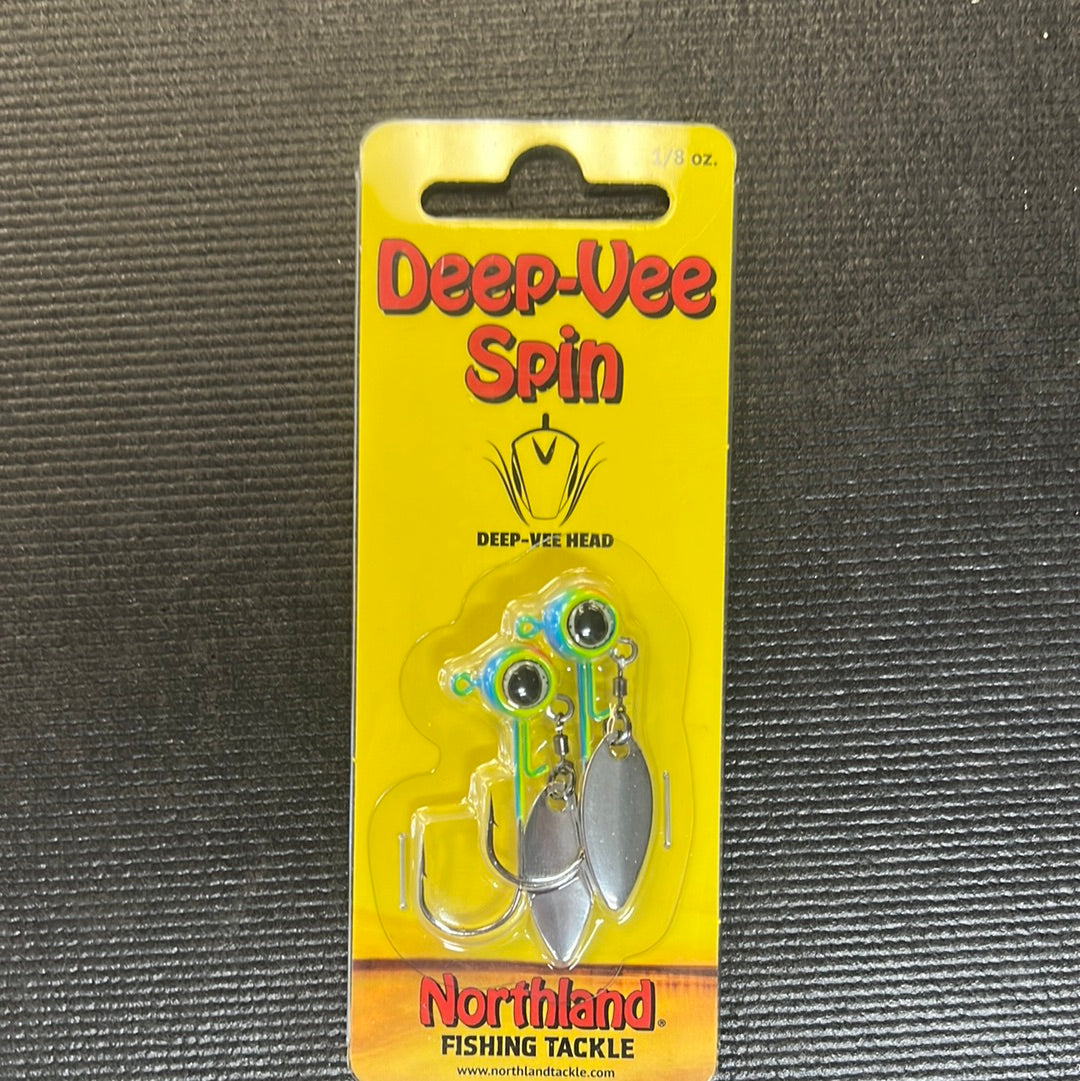 1/8 oz.
Deep-Vee
Spin
DEEP-VEE HEAD
Northland®
FISHING TACKLE
www.northlandtackle.com